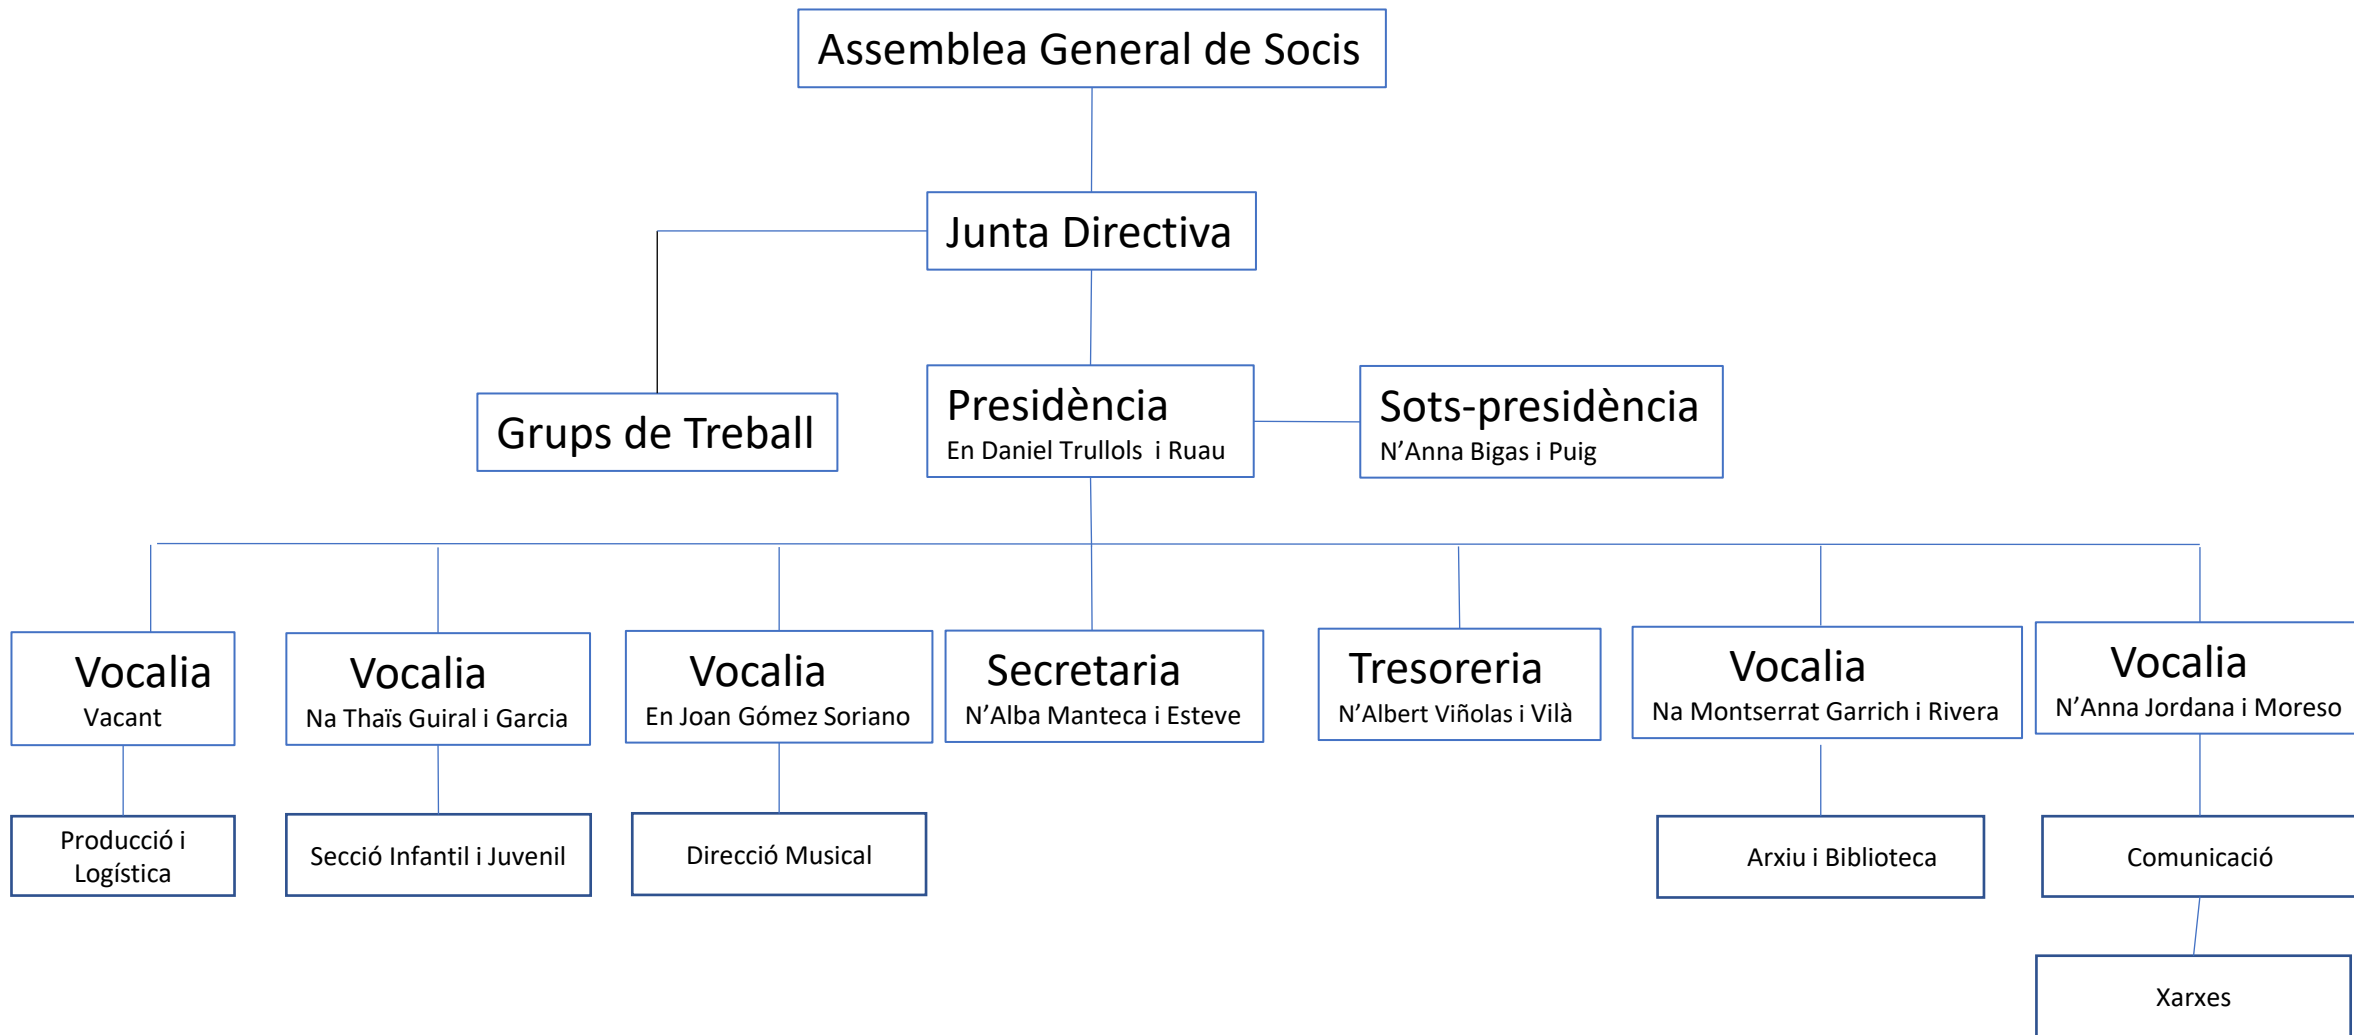 Assemblea General de Socis
Junta Directiva
Grups de Treball
Presidència
En Daniel Trullols i Ruau
Sots-presidència
N’Anna Bigas i Puig
Vocalia
Vacant
Vocalia
Na Thaïs Guiral i Garcia
Vocalia
En Joan Gómez Soriano
Secretaria
N’Alba Manteca i Esteve
Tresoreria
N’Albert Viñolas i Vilà
Vocalia
Na Montserrat Garrich i Rivera
Vocalia
N’Anna Jordana i Moreso
Producció i
Logística
Secció Infantil i Juvenil
Direcció Musical
Arxiu i Biblioteca
Comunicació
Xarxes